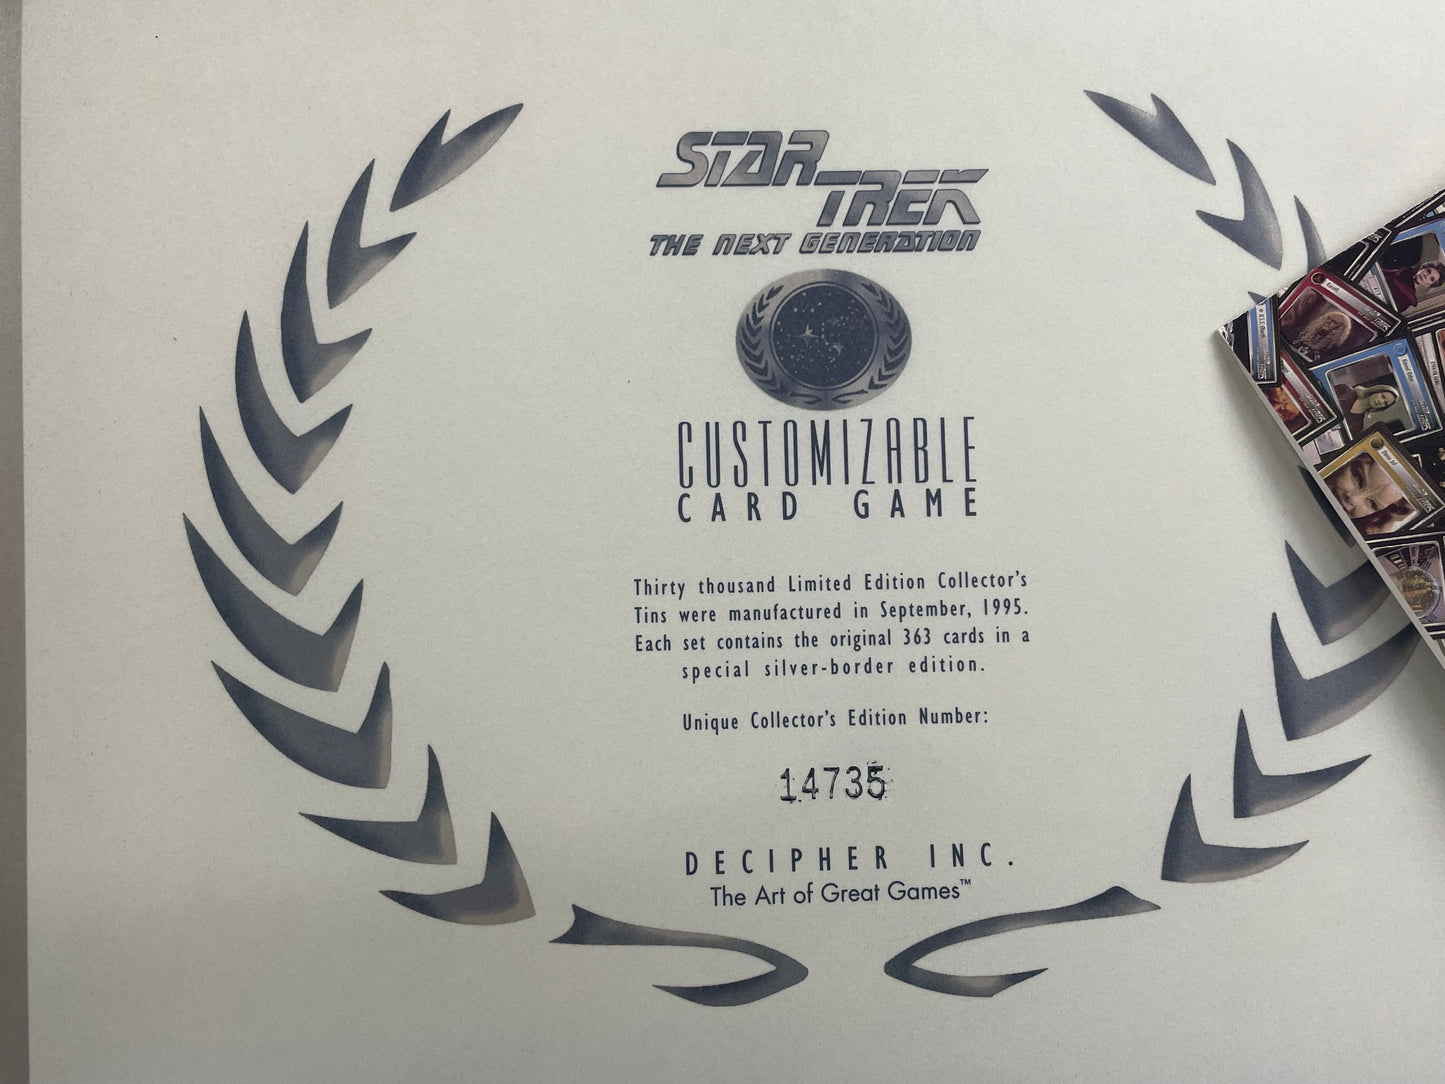 STAR TREK
THE NEXT GENERATION
CUSTOMIZABLE
CARD GAME
Thirty thousand Limited Edition Collector's
Tins were manufactured in September, 1995.
Each set contains the original 363 cards in a
special silver-border edition.
Unique Collector's Edition Number:
14735
DECIPHER INC.
The Art of Great Games™